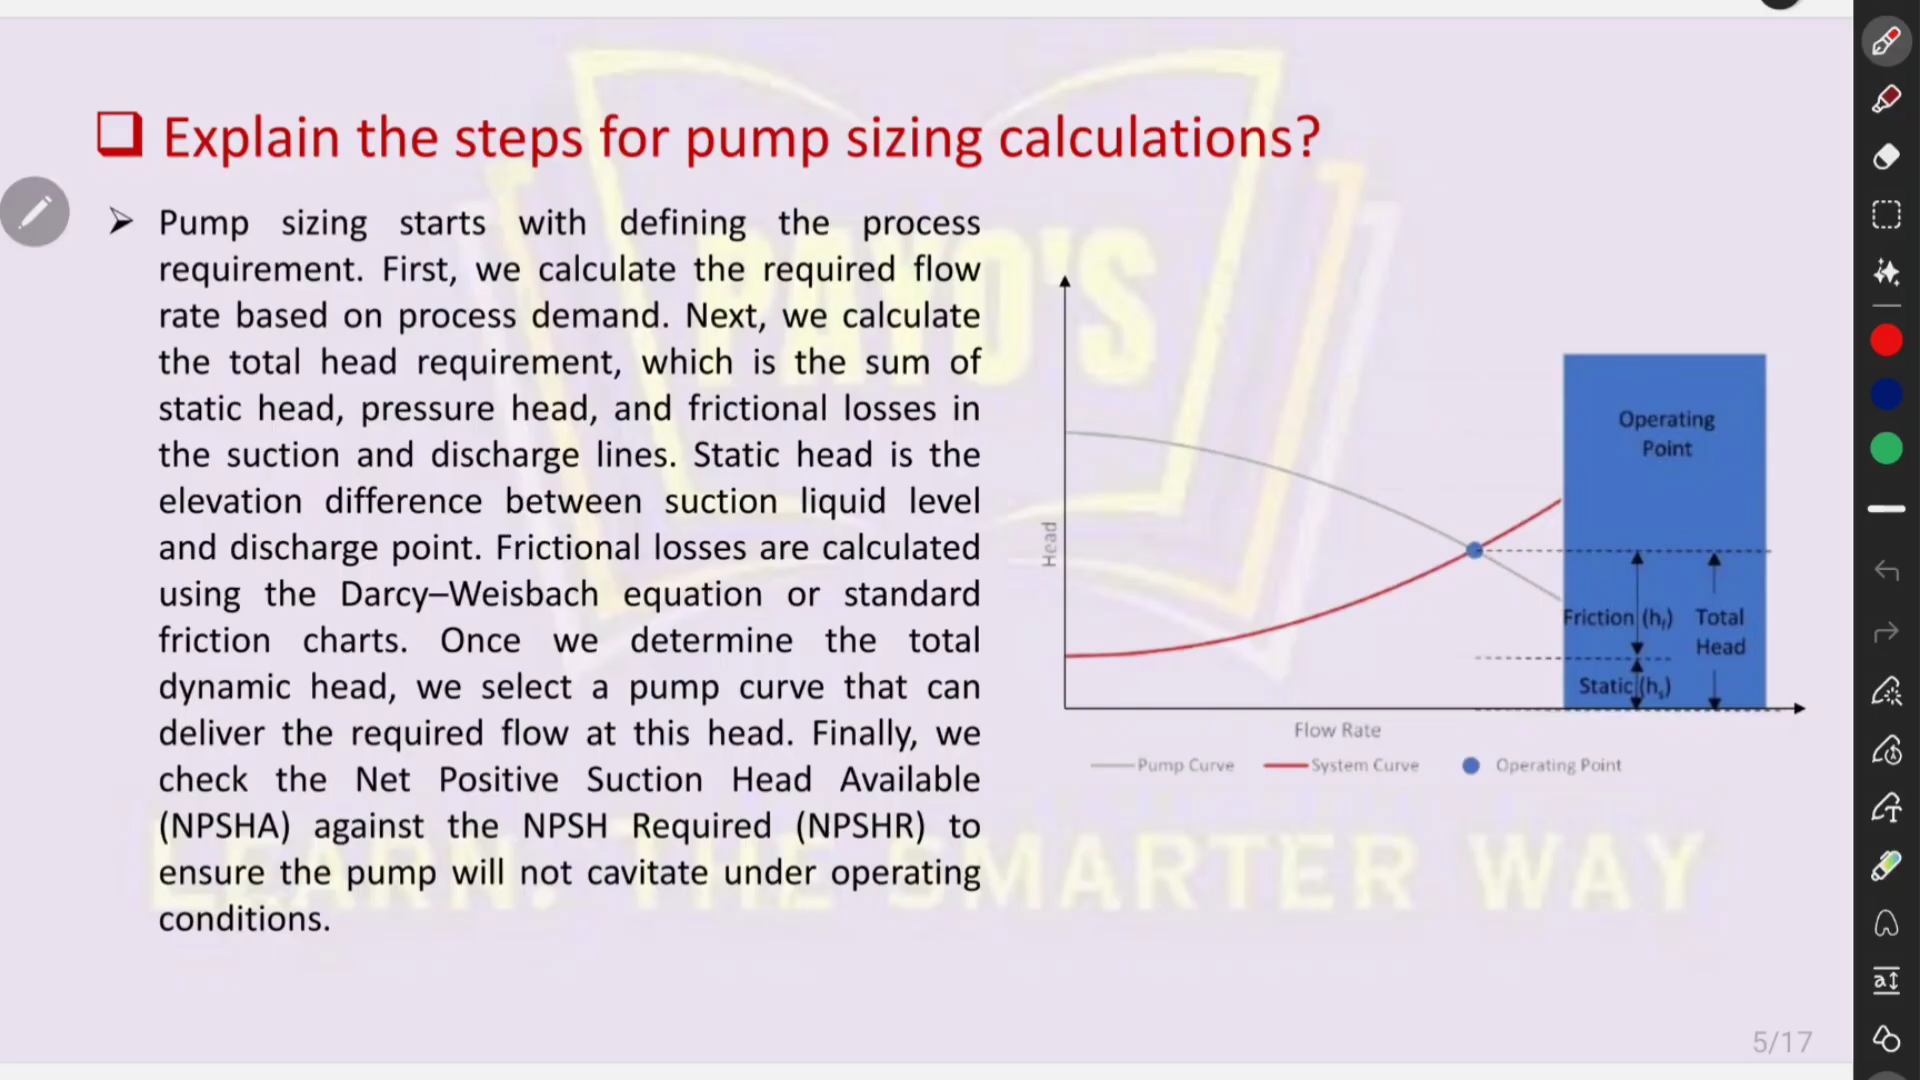 Explain the steps for pump sizing calculations?
Pump sizing starts with defining the process
requirement. First, we calculate the required flow
rate based on process demand. Next, we calculate
the total head requirement, which is the sum of
static head, pressure head, and frictional losses in
the suction and discharge lines. Static head is the
elevation difference between suction liquid level
and discharge point. Frictional losses are calculated
using the Darcy–Weisbach equation or standard
friction charts. Once we determine the total
dynamic head, we select a pump curve that can
deliver the required flow at this head. Finally, we
check the Net Positive Suction Head Available
(NPSHA) against the NPSH Required (NPSHR) to
ensure the pump will not cavitate under operating
conditions.
Operating
Point
Head
Friction (hf)
Total
Head
Static (hs)
Flow Rate
Pump Curve
System Curve
Operating Point
PAYO'S
LEARN. THE SMARTER WAY
5/17